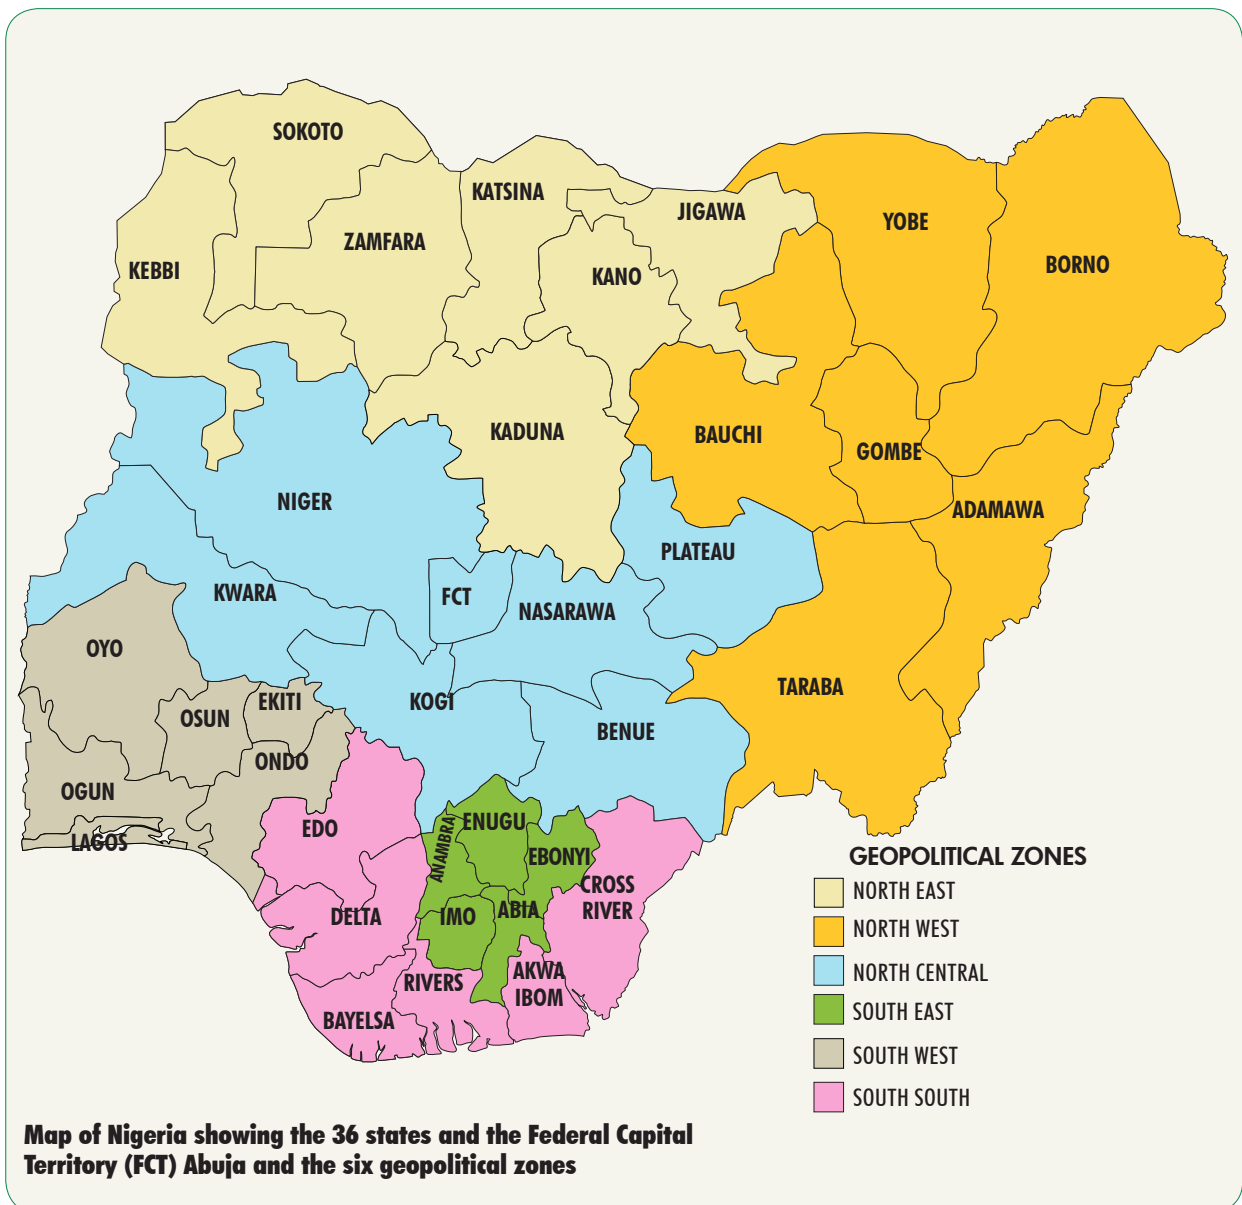 SOKOTO
KATSINA
JIGAWA
YOBE
ZAMFARA
BORNO
KEBBI
KANO
KADUNA
BAUCHI
GOMBE
NIGER
ADAMAWA
PLATEAU
KWARA
FCT
NASARAWA
OYO
TARABA
KOGI
EKITI
OSUN
BENUE
ONDO
OGUN
EDO
ENUGU
LAGOS
ANAMBRA
EBONYI
CROSS
RIVER
DELTA
IMO
ABIA
RIVERS
AKWA
IBOM
BAYELSA
GEOPOLITICAL ZONES
NORTH EAST
NORTH WEST
NORTH CENTRAL
SOUTH EAST
SOUTH WEST
SOUTH SOUTH
Map of Nigeria showing the 36 states and the Federal Capital
Territory (FCT) Abuja and the six geopolitical zones